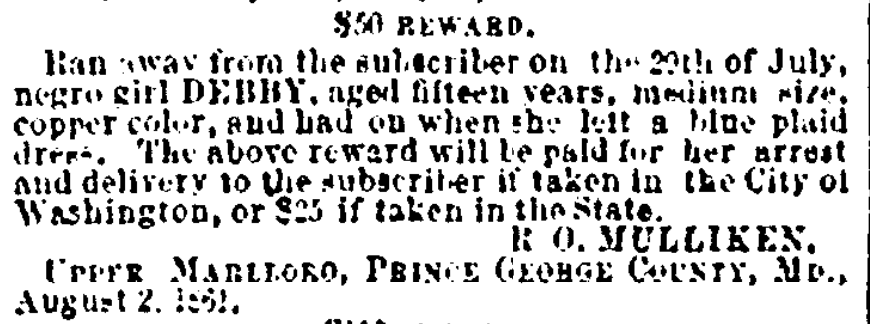 $50 REWARD.
Ran away from the subscriber on the 29th of July,
negro girl DEBBY, aged fifteen years, medium size,
copper color, and had on when she left a blue plaid
dress. The above reward will be paid for her arrest
and delivery to the subscriber if taken in the City of
Washington, or $25 if taken in the State.
R O. MULLIKEN.
UPPER MARLBORO, PRINCE GEORGE COUNTY, MD.,
August 2, 1861.